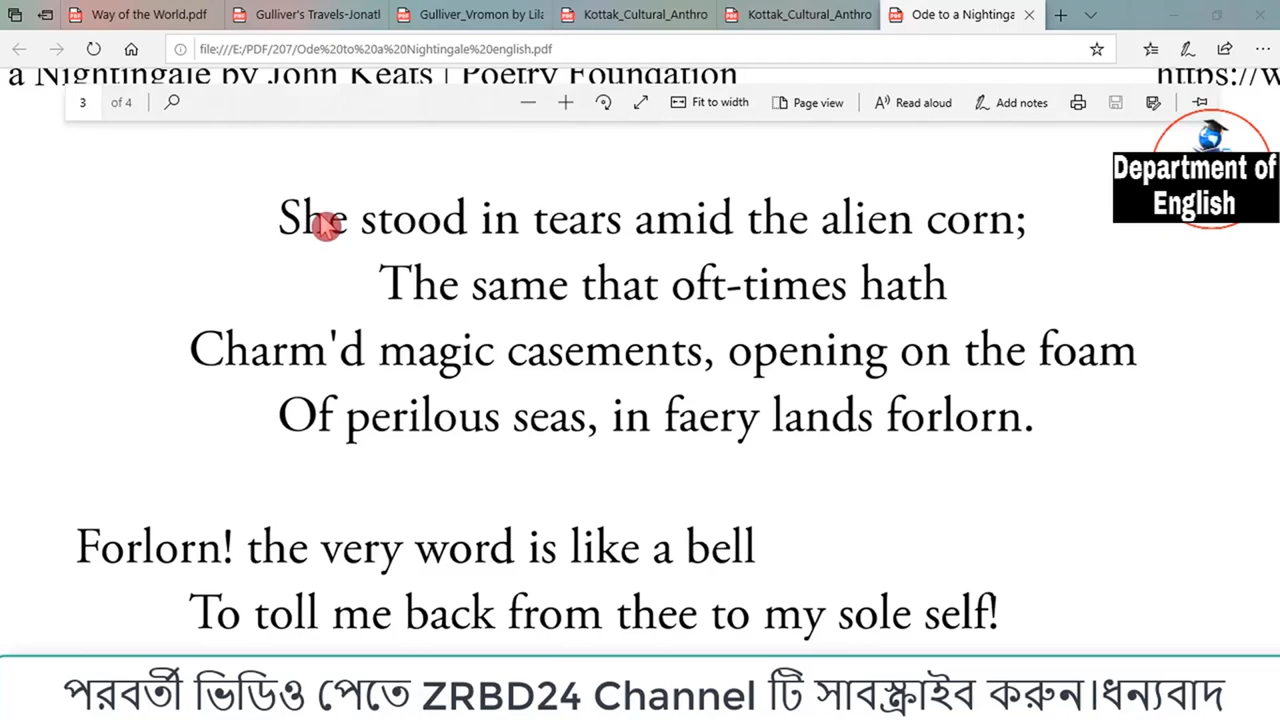 Way of the World.pdf
Gulliver's Travels-Jonatl
Gulliver_Vromon by Lila
Kottak_Cultural_Anthro
Kottak_Cultural_Anthro
Ode to a Nightinga
file:///E:/PDF/207/Ode%20to%20a%20Nightingale%20english.pdf
a Nightingale by John Keats | Poetry Foundation
https://w
3 of 4
Fit to width
Page view
Read aloud
Add notes
Department of
English
She stood in tears amid the alien corn;
The same that oft-times hath
Charm'd magic casements, opening on the foam
Of perilous seas, in faery lands forlorn.
Forlorn! the very word is like a bell
To toll me back from thee to my sole self!
পরবর্তী ভিডিও পেতে ZRBD24 Channel টি সাবস্ক্রাইব করুন।ধন্যবাদ